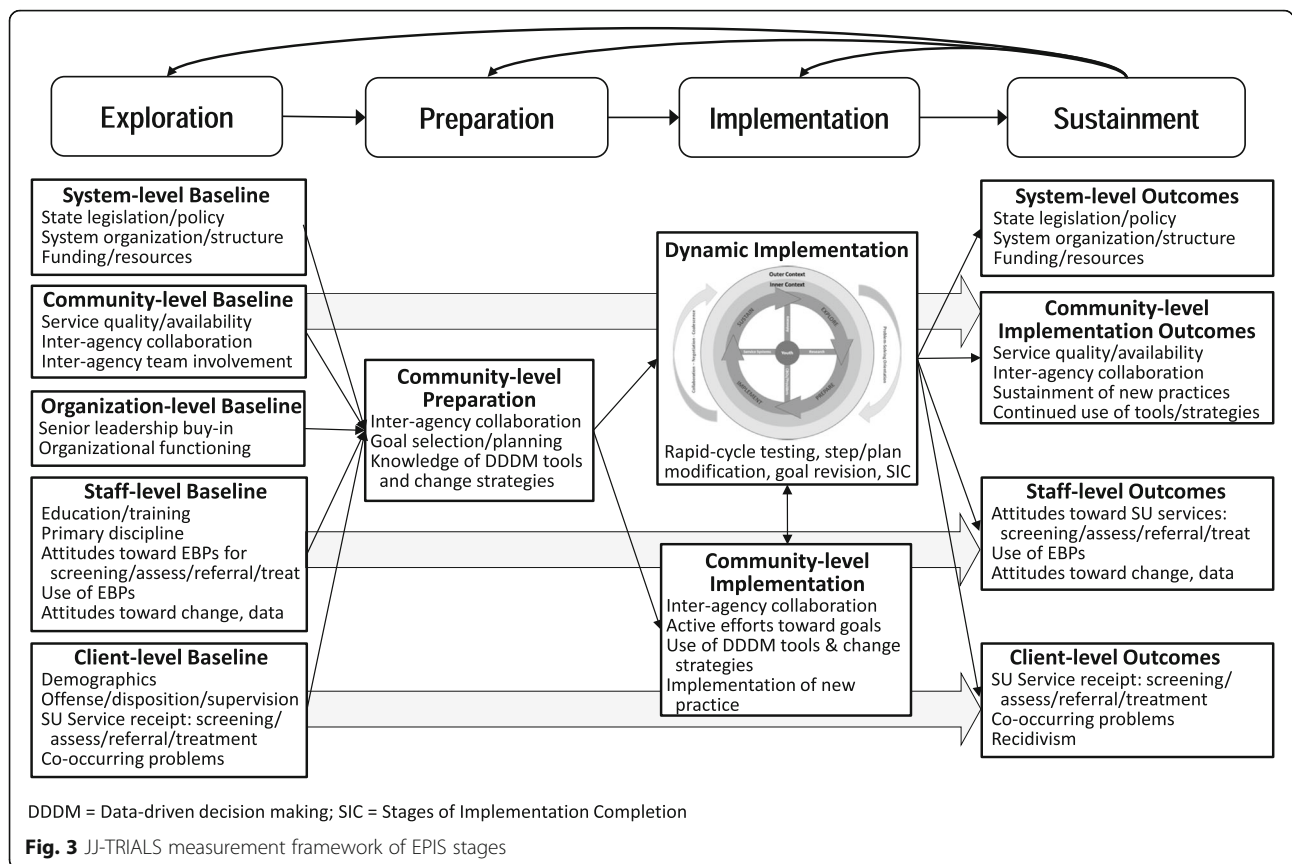 Exploration
Preparation
Implementation
Sustainment
System-level Baseline
State legislation/policy
System organization/structure
Funding/resources
Community-level Baseline
Service quality/availability
Inter-agency collaboration
Inter-agency team involvement
Organization-level Baseline
Senior leadership buy-in
Organizational functioning
Staff-level Baseline
Education/training
Primary discipline
Attitudes toward EBPs for
screening/assess/referral/treat
Use of EBPs
Attitudes toward change, data
Client-level Baseline
Demographics
Offense/disposition/supervision
SU Service receipt: screening/
assess/referral/treatment
Co-occurring problems
Community-level
Preparation
Inter-agency collaboration
Goal selection/planning
Knowledge of DDDM tools
and change strategies
Dynamic Implementation
Outer Context
Inner Context
SUSTAIN
EXPLORE
PREPARE
IMPLEMENT
Youth
Research
Problem-Solving Orientation
Rapid-cycle testing, step/plan
modification, goal revision, SIC
Community-level
Implementation
Inter-agency collaboration
Active efforts toward goals
Use of DDDM tools & change
strategies
Implementation of new
practice
System-level Outcomes
State legislation/policy
System organization/structure
Funding/resources
Community-level
Implementation Outcomes
Service quality/availability
Inter-agency collaboration
Sustainment of new practices
Continued use of tools/strategies
Staff-level Outcomes
Attitudes toward SU services:
screening/assess/referral/treat
Use of EBPs
Attitudes toward change, data
Client-level Outcomes
SU Service receipt: screening/
assess/referral/treatment
Co-occurring problems
Recidivism
DDDM = Data-driven decision making; SIC = Stages of Implementation Completion
Fig. 3 JJ-TRIALS measurement framework of EPIS stages